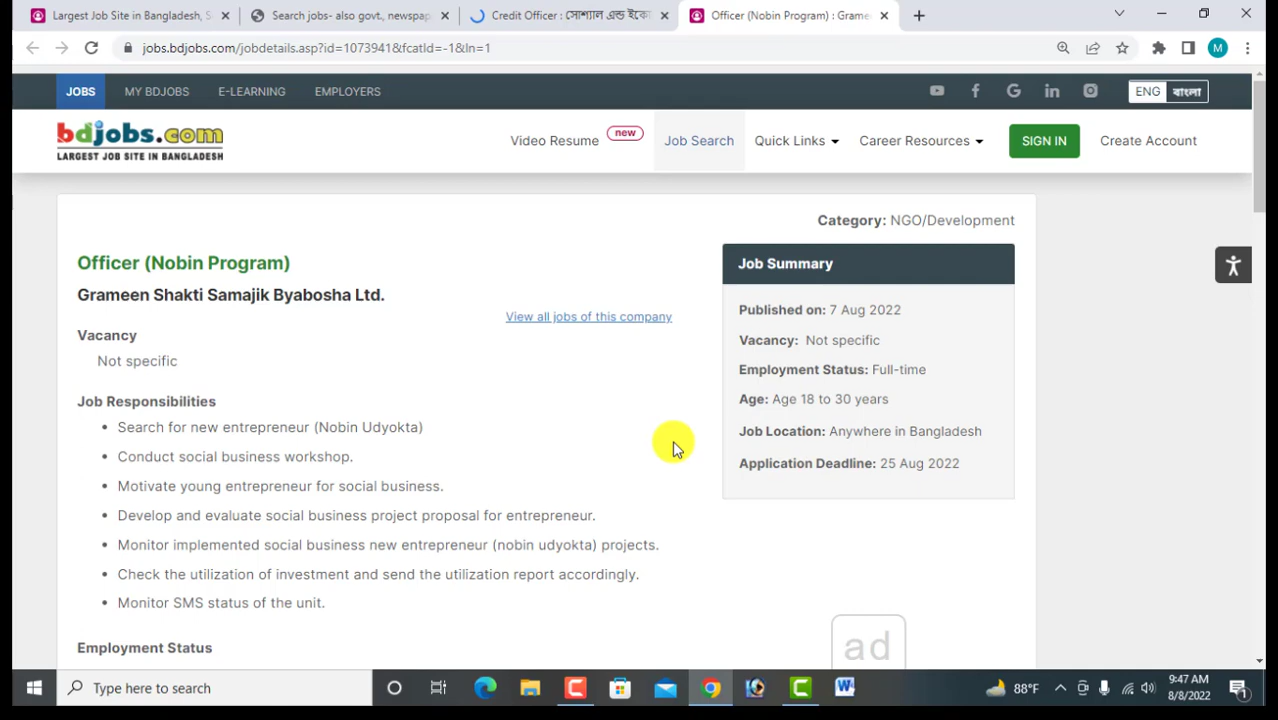 Largest Job Site in Bangladesh, S
Search jobs- also govt., newspap
Credit Officer : সোশ্যাল এন্ড ইকো
Officer (Nobin Program) : Grame
jobs.bdjobs.com/jobdetails.asp?id=1073941&fcatId=-1&ln=1
M
JOBS MY BDJOBS E-LEARNING EMPLOYERS
ENG বাংলা
bdjobs.com
LARGEST JOB SITE IN BANGLADESH
Video Resume new Job Search Quick Links Career Resources SIGN IN Create Account
Category: NGO/Development
Officer (Nobin Program)
Grameen Shakti Samajik Byabosha Ltd.
View all jobs of this company
Vacancy
Not specific
Job Responsibilities
• Search for new entrepreneur (Nobin Udyokta)
• Conduct social business workshop.
• Motivate young entrepreneur for social business.
• Develop and evaluate social business project proposal for entrepreneur.
• Monitor implemented social business new entrepreneur (nobin udyokta) projects.
• Check the utilization of investment and send the utilization report accordingly.
• Monitor SMS status of the unit.
Employment Status
Job Summary
Published on: 7 Aug 2022
Vacancy: Not specific
Employment Status: Full-time
Age: Age 18 to 30 years
Job Location: Anywhere in Bangladesh
Application Deadline: 25 Aug 2022
ad
Type here to search
88°F
9:47 AM
8/8/2022
1